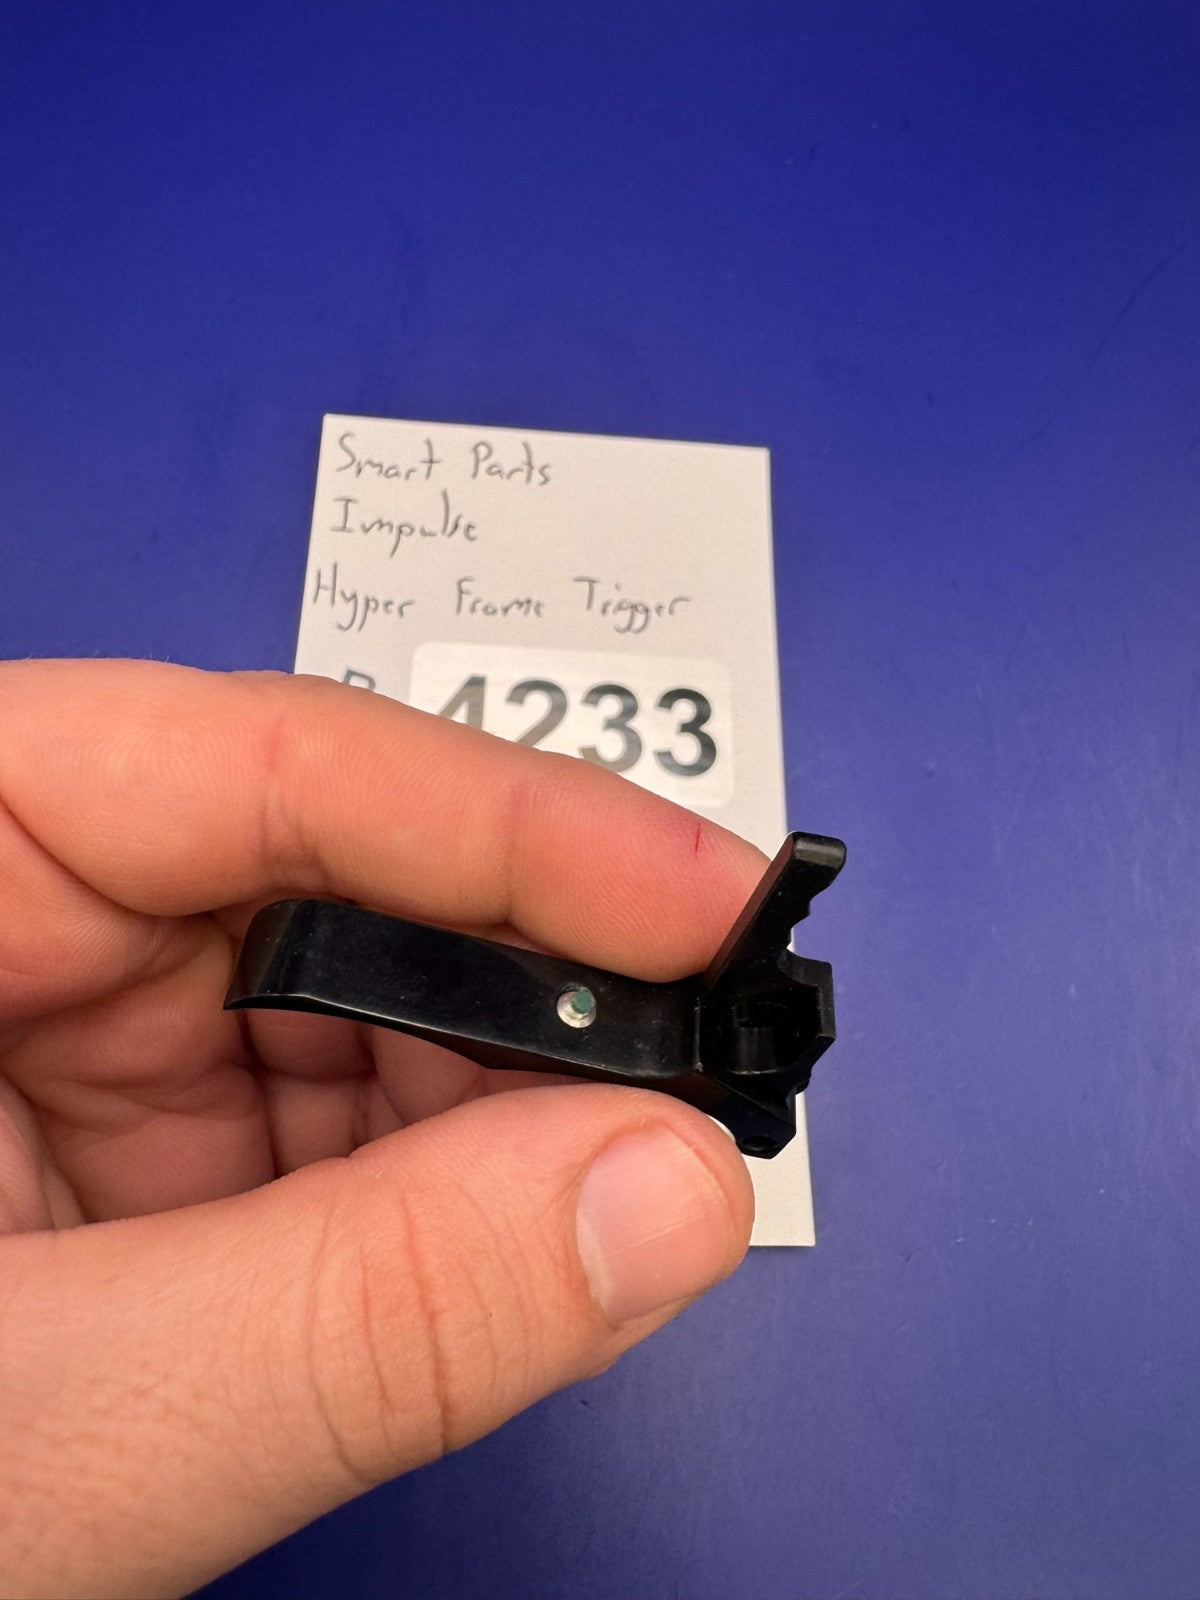 Smart Parts
Impulse
Hyper Frame Trigger
4233